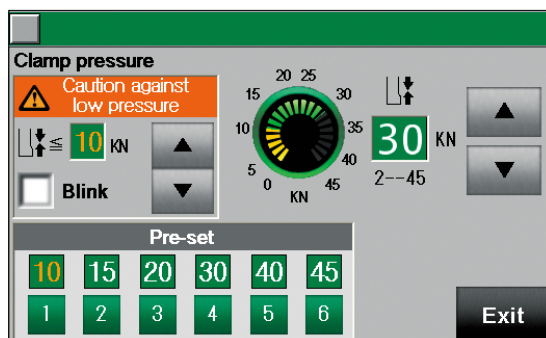 Clamp pressure
Caution against
low pressure
≦ 10 KN
Blink
20 25
15 30
10 35
5 40
0 45
KN
30 KN
2--45
Pre-set
10 15 20 30 40 45
1 2 3 4 5 6
Exit